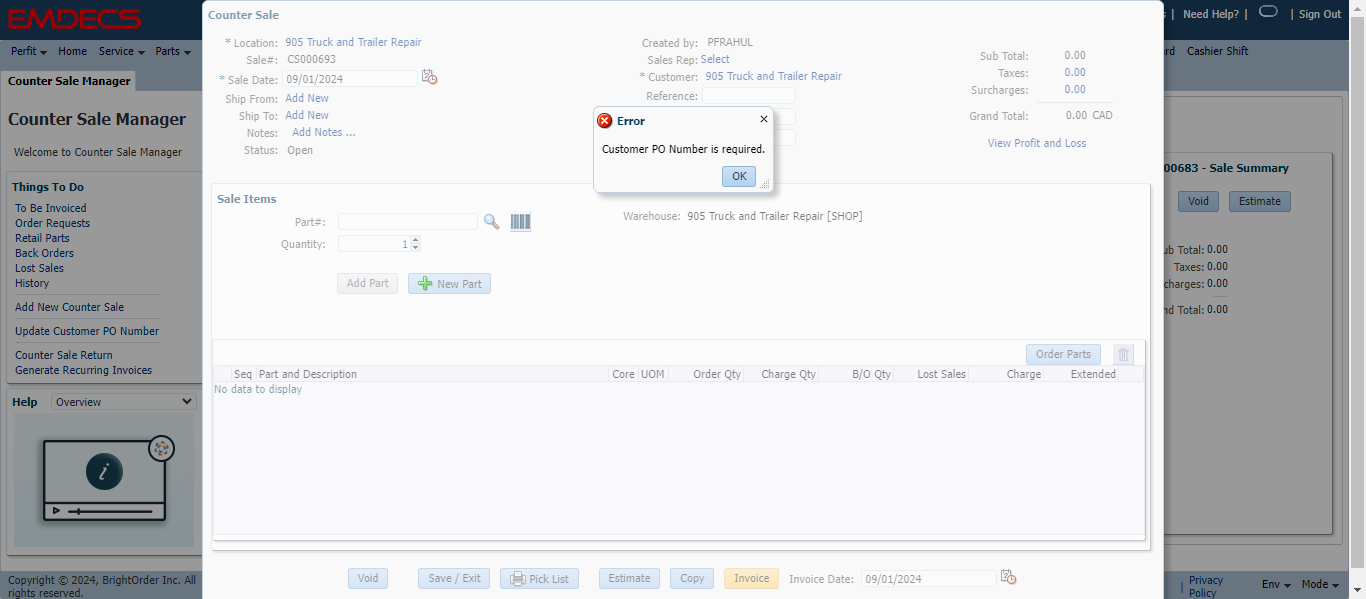 EMDECS
Need Help? |
| Sign Out
Perfit Home Service Parts
Cashier Shift
Counter Sale Manager
Counter Sale Manager
Welcome to Counter Sale Manager
Things To Do
To Be Invoiced
Order Requests
Retail Parts
Back Orders
Lost Sales
History
Add New Counter Sale
Update Customer PO Number
Counter Sale Return
Generate Recurring Invoices
Help Overview
i
Copyright © 2024, BrightOrder Inc. All
rights reserved.
Counter Sale
* Location: 905 Truck and Trailer Repair
Sale#: CS000693
* Sale Date: 09/01/2024
Ship From: Add New
Ship To: Add New
Notes: Add Notes ...
Status: Open
Created by: PFRAHUL
Sales Rep: Select
* Customer: 905 Truck and Trailer Repair
Reference:
Sub Total: 0.00
Taxes: 0.00
Surcharges: 0.00
Grand Total: 0.00 CAD
View Profit and Loss
Error
Customer PO Number is required.
OK
Sale Items
Part#:
Quantity: 1
Warehouse: 905 Truck and Trailer Repair [SHOP]
Add Part New Part
Order Parts
Seq Part and Description Core UOM Order Qty Charge Qty B/O Qty Lost Sales Charge Extended
No data to display
Void Save / Exit Pick List Estimate Copy Invoice Invoice Date: 09/01/2024
00683 - Sale Summary
Void Estimate
ub Total: 0.00
Taxes: 0.00
charges: 0.00
nd Total: 0.00
| Privacy
Policy
Env Mode